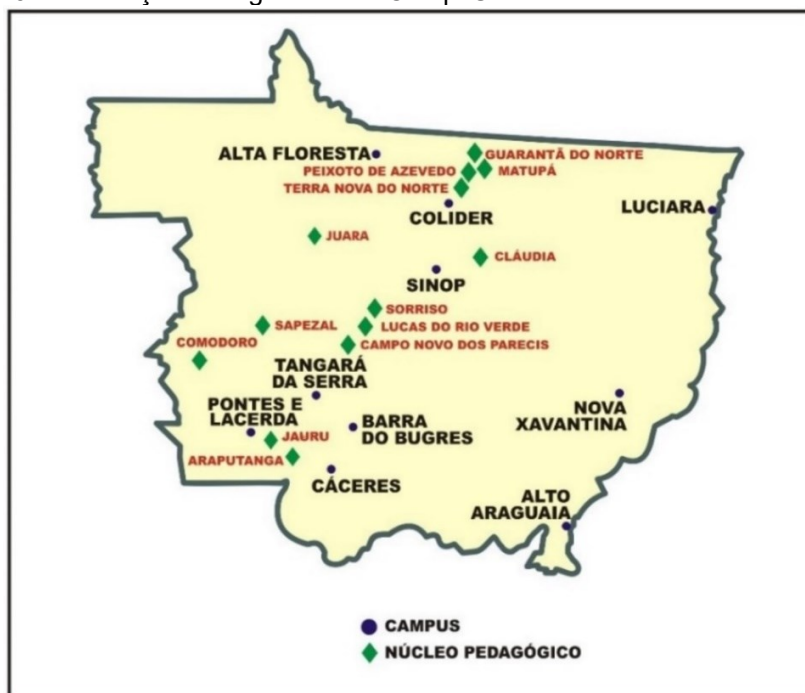 ALTA FLORESTA
GUARANTÃ DO NORTE
PEIXOTO DE AZEVEDO
MATUPÁ
TERRA NOVA DO NORTE
COLIDER
LUCIARA
JUARA
CLÁUDIA
SINOP
SORRISO
SAPEZAL
LUCAS DO RIO VERDE
COMODORO
CAMPO NOVO DOS PARECIS
TANGARÁ
DA SERRA
PONTES E
LACERDA
NOVA
XAVANTINA
BARRA
DO BUGRES
JAURU
ARAPUTANGA
CÁCERES
ALTO
ARAGUAIA
CAMPUS
NÚCLEO PEDAGÓGICO